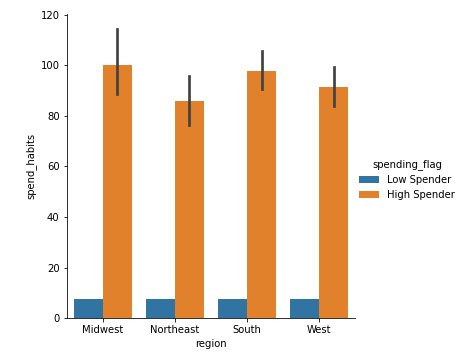 120
100
80
60
40
20
0
spend_habits
Midwest Northeast South West
region
spending_flag
Low Spender
High Spender